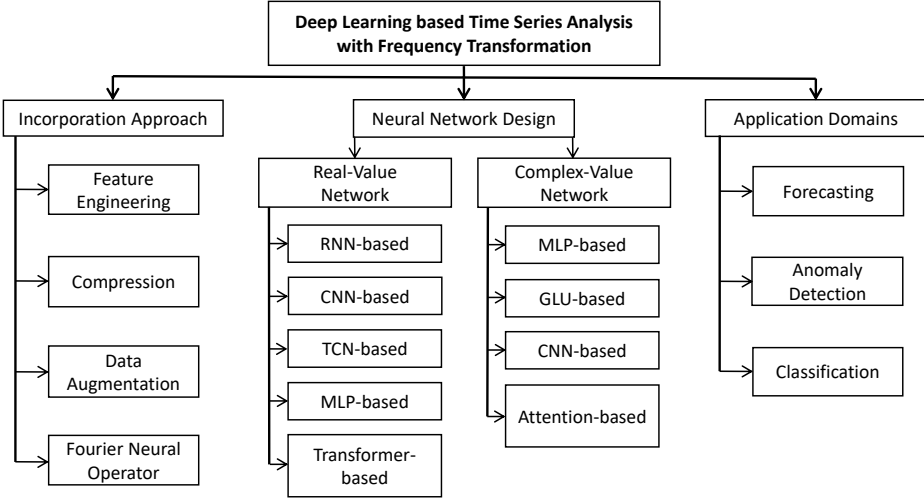 Deep Learning based Time Series Analysis
with Frequency Transformation
Incorporation Approach
Feature
Engineering
Compression
Data
Augmentation
Fourier Neural
Operator
Neural Network Design
Real-Value
Network
RNN-based
CNN-based
TCN-based
MLP-based
Transformer-
based
Complex-Value
Network
MLP-based
GLU-based
CNN-based
Attention-based
Application Domains
Forecasting
Anomaly
Detection
Classification